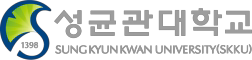 1398
성균관대학교
SUNG KYUN KWAN UNIVERSITY(SKKU)